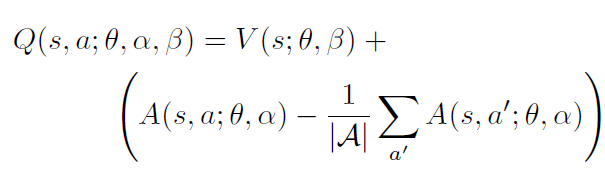 Q(s, a; θ, α, β) = V(s; θ, β) +
(A(s, a; θ, α) − 1/|𝒜| ∑_{a′} A(s, a′; θ, α))